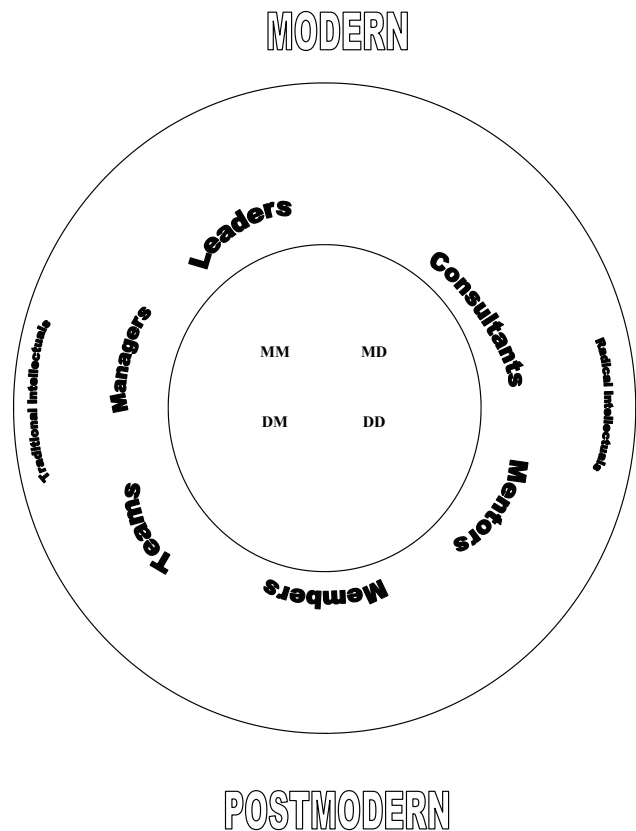 MODERN
Leaders
Consultants
Managers
Traditional Intellectuals
Radical Intellectuals
MM MD
DM DD
Teams
Mentors
Members
POSTMODERN